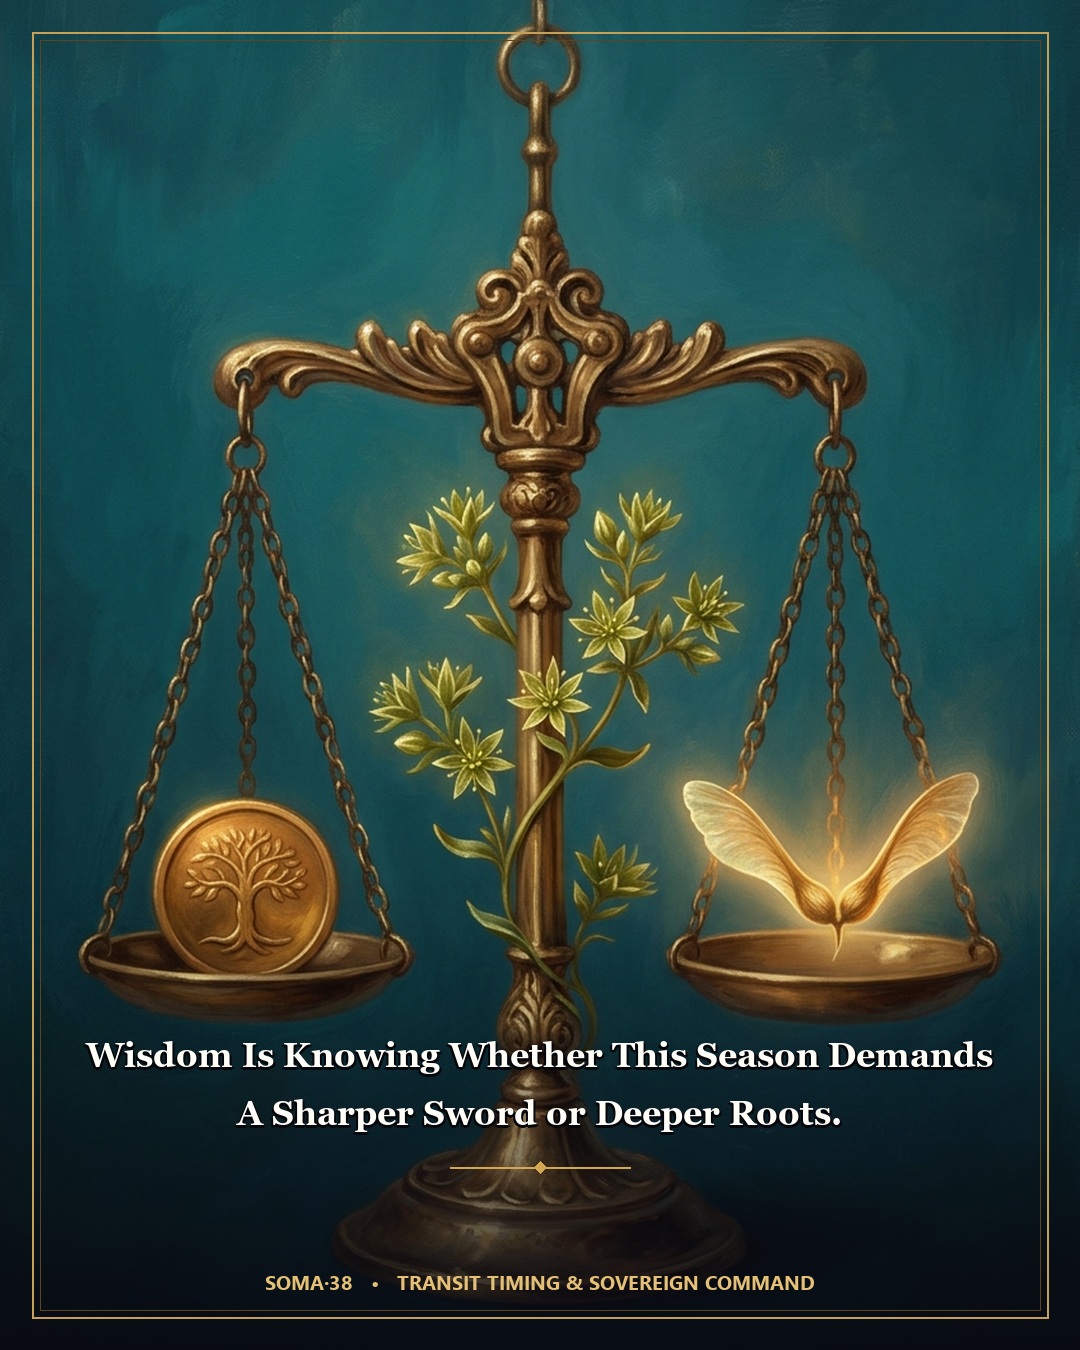 Wisdom Is Knowing Whether This Season Demands
A Sharper Sword or Deeper Roots.
SOMA·38 • TRANSIT TIMING & SOVEREIGN COMMAND